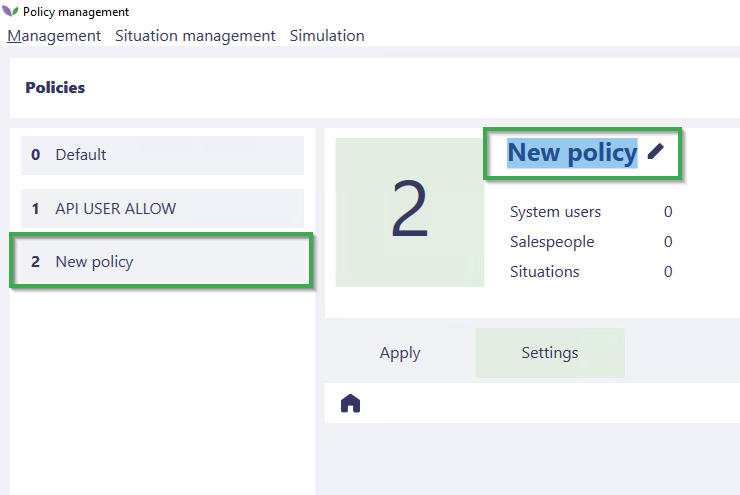 Policy management
Management Situation management Simulation
Policies
0 Default
1 API USER ALLOW
2 New policy
2
New policy
System users 0
Salespeople 0
Situations 0
Apply Settings